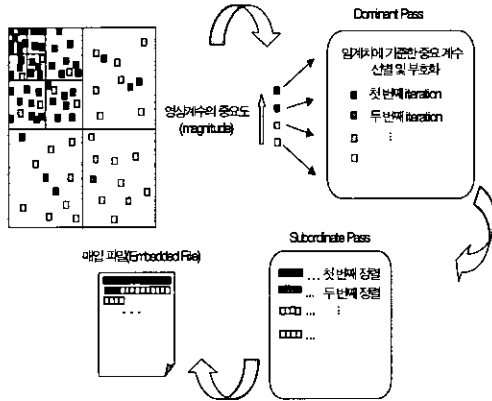 Dominant Pass
임계치에 기준한 중요 계수
선별 및 부호화
첫 번째 iteration
두 번째 iteration
⋮
영상계수의 중요도
(magnitude)
Subordinate Pass
... 첫 번째 정렬
... 두 번째 정렬
... ⋮
...
매입 파일(Embedded File)
...